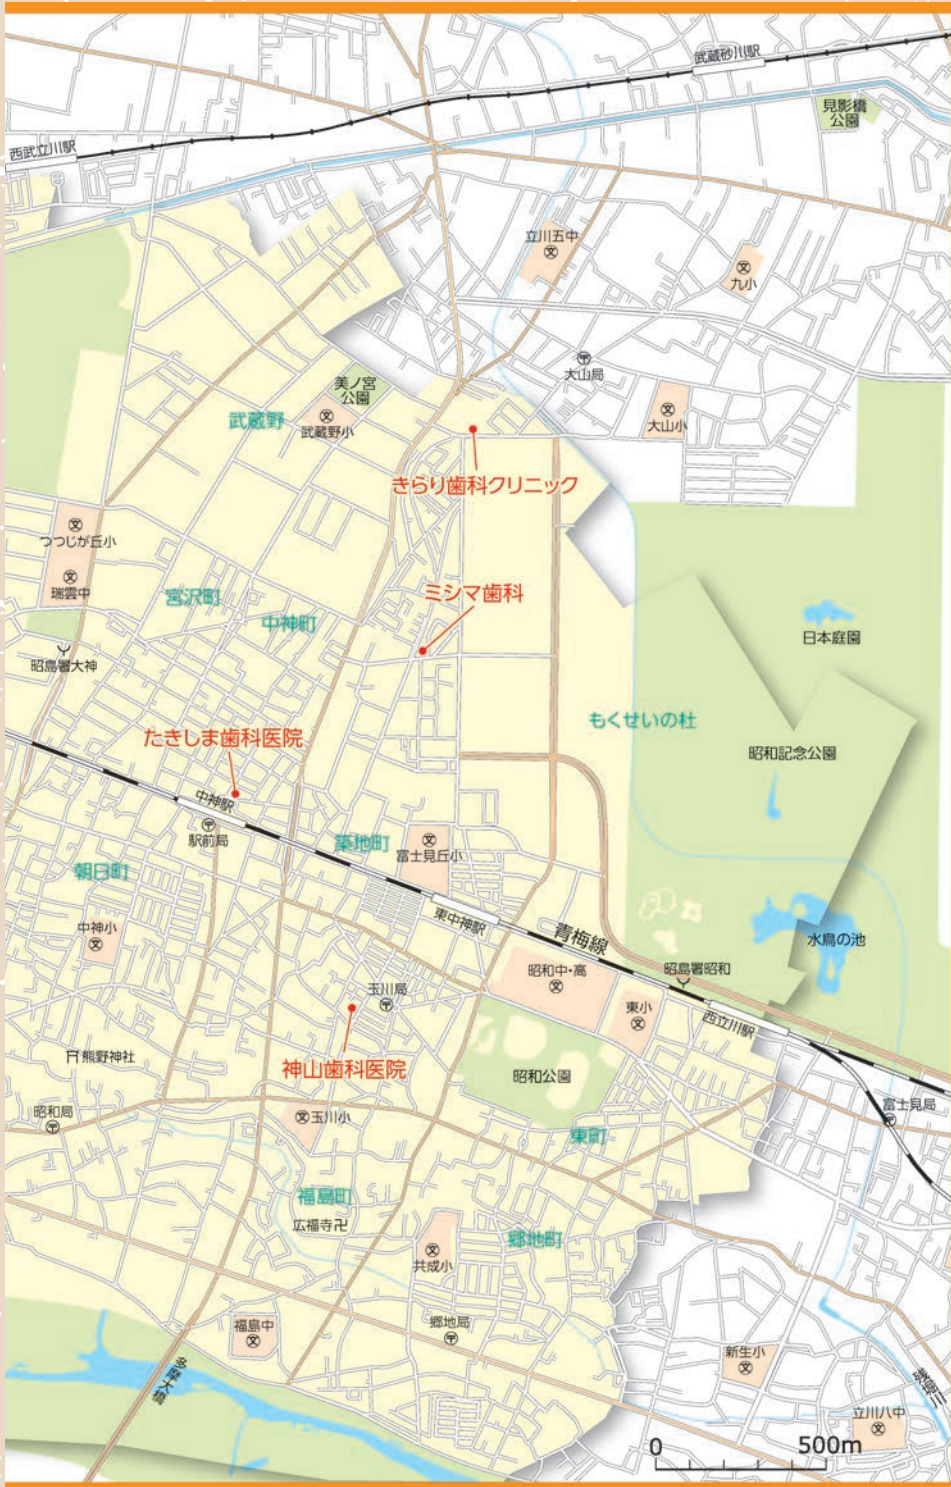 武蔵砂川駅
見影橋
公園
西武立川駅
立川五中
九小
大山局
美ノ宮
公園
武蔵野
武蔵野小
大山小
きらり歯科クリニック
つつじが丘小
瑞雲中
宮沢町
ミシマ歯科
中神町
日本庭園
昭島署大神
もくせいの杜
たきしま歯科医院
昭和記念公園
中神駅
駅前局
築地町
富士見丘小
朝日町
東中神駅
中神小
青梅線
水鳥の池
昭和中・高
昭島署昭和
玉川局
東小
西立川駅
熊野神社
神山歯科医院
昭和公園
昭和局
玉川小
富士見局
東町
福島町
広福寺卍
郷地町
共成小
福島中
郷地局
多摩大橋
新生小
残堀川
立川八中
0 500m